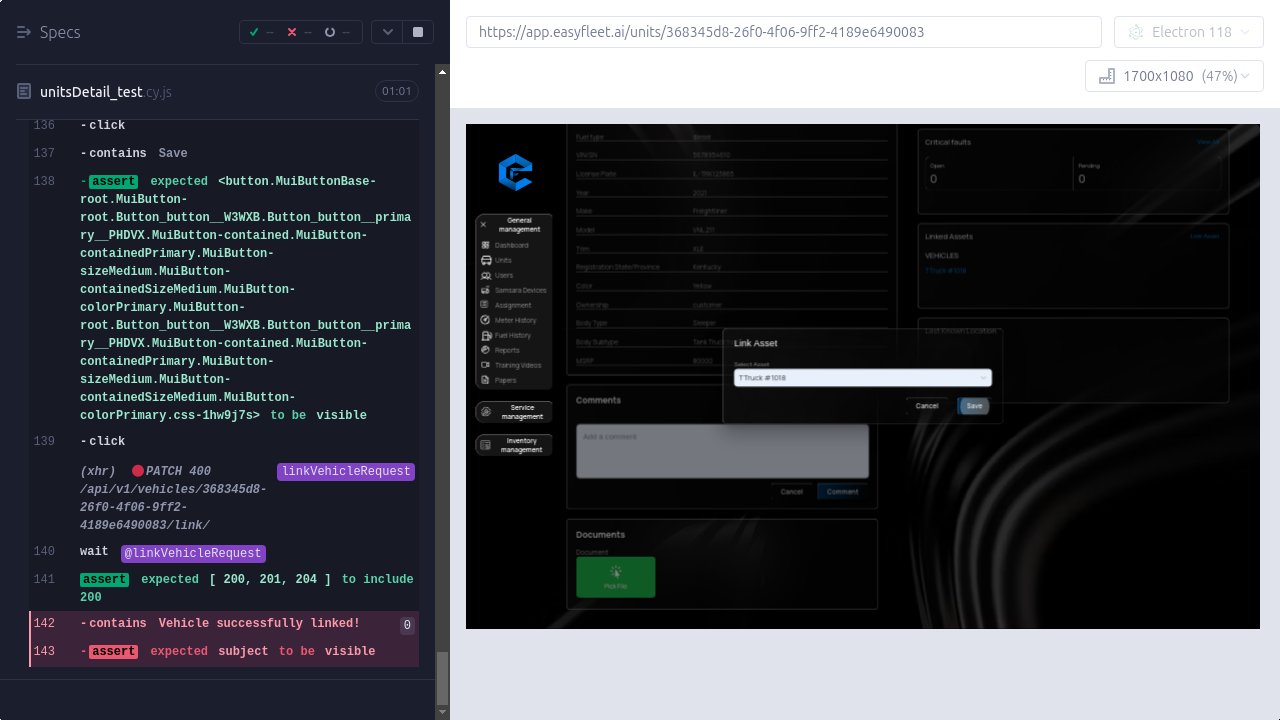 Specs
--
--
--
https://app.easyfleet.ai/units/368345d8-26f0-4f06-9ff2-4189e6490083
Electron 118
1700x1080 (47%)
unitsDetail_test.cy.js
01:01
136 -click
137 -contains Save
138 -assert expected <button.MuiButtonBase-
root.MuiButton-
root.Button_button__W3WXB.Button_button__prima
ry__PHDVX.MuiButton-contained.MuiButton-
containedPrimary.MuiButton-
sizeMedium.MuiButton-
containedSizeMedium.MuiButton-
colorPrimary.MuiButton-
root.Button_button__W3WXB.Button_button__prima
ry__PHDVX.MuiButton-contained.MuiButton-
containedPrimary.MuiButton-
sizeMedium.MuiButton-
containedSizeMedium.MuiButton-
colorPrimary.css-1hw9j7s> to be visible
139 -click
(xhr) PATCH 400 linkVehicleRequest
/api/v1/vehicles/368345d8-
26f0-4f06-9ff2-
4189e6490083/link/
140 wait @linkVehicleRequest
141 assert expected [ 200, 201, 204 ] to include
200
142 -contains Vehicle successfully linked! 0
143 -assert expected subject to be visible
General
management
Dashboard
Units
Users
Samsara Devices
Assignment
Meter History
Fuel History
Reports
Training Videos
Papers
Service
management
Inventory
management
Fuel Type Diesel
VIN/SN
License Plate
Year 2021
Make Freightliner
Model
Trim XLE
Registration State/Province Kentucky
Color Yellow
Ownership customer
Body Type Sleeper
Body Subtype Tank Truck
MSRP 80000
Critical faults View All
Open Pending
0 0
Linked Assets Link Asset
VEHICLES
TTruck #1018
Last Known Location
Link Asset
Select Asset
TTruck #1018
Cancel Save
Comments
Add a comment
Cancel Comment
Documents
Document
Pick File